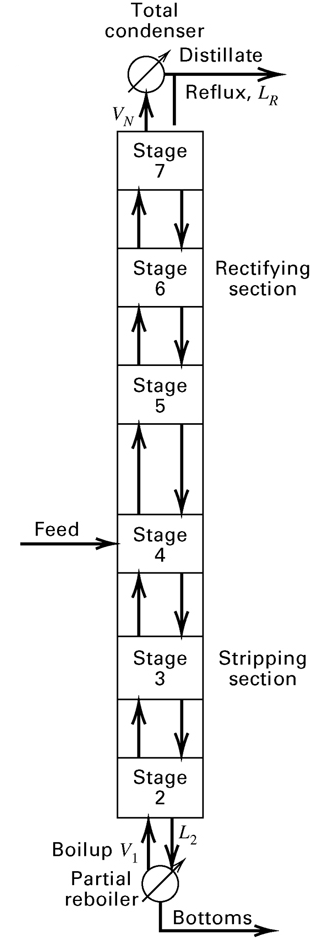 Total
condenser
Distillate
Reflux, L_R
V_N
Stage
7
Stage
6
Rectifying
section
Stage
5
Feed
Stage
4
Stage
3
Stripping
section
Stage
2
L_2
Boilup V_1
Partial
reboiler
Bottoms